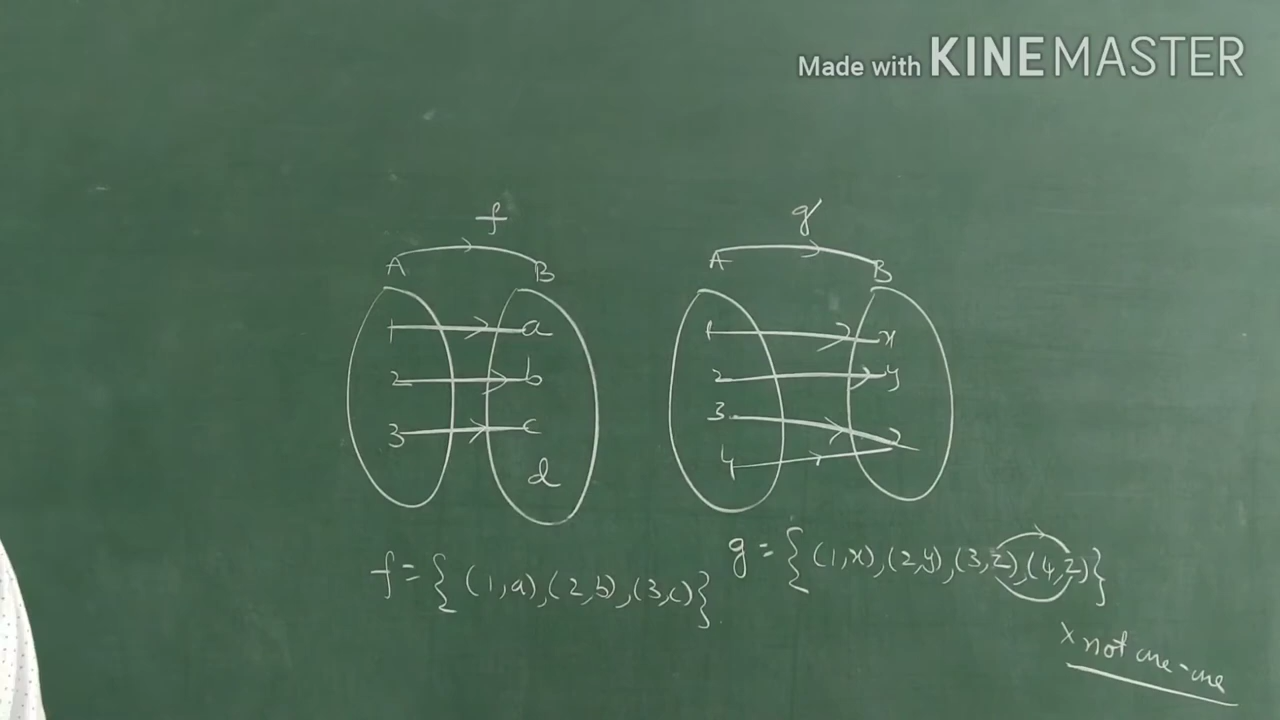 Made with KINEMASTER
f
A B
1 a
2 b
3 c
d
g
A B
1 x
2 y
3 z
4
f = { (1,a),(2,b),(3,c)}
g = { (1,x),(2,y),(3,z),(4,z)}
x not one-one